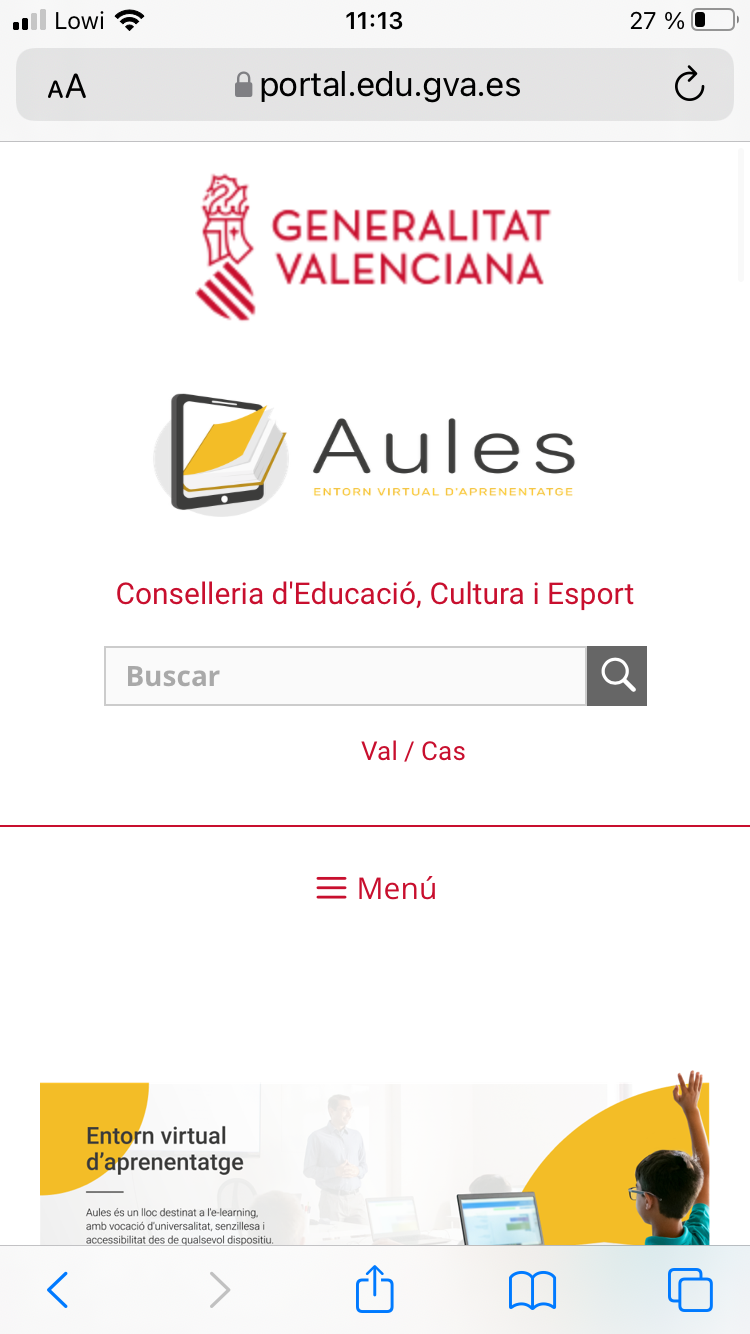 Lowi
11:13
27 %
AA
portal.edu.gva.es
GENERALITAT
VALENCIANA
Aules
ENTORN VIRTUAL D'APRENENTATGE
Conselleria d'Educació, Cultura i Esport
Buscar
Val / Cas
Menú
Entorn virtual
d'aprenentatge
Aules és un lloc destinat a l'e-learning,
amb vocació d'universalitat, senzillesa i
accessibilitat des de qualsevol dispositiu.